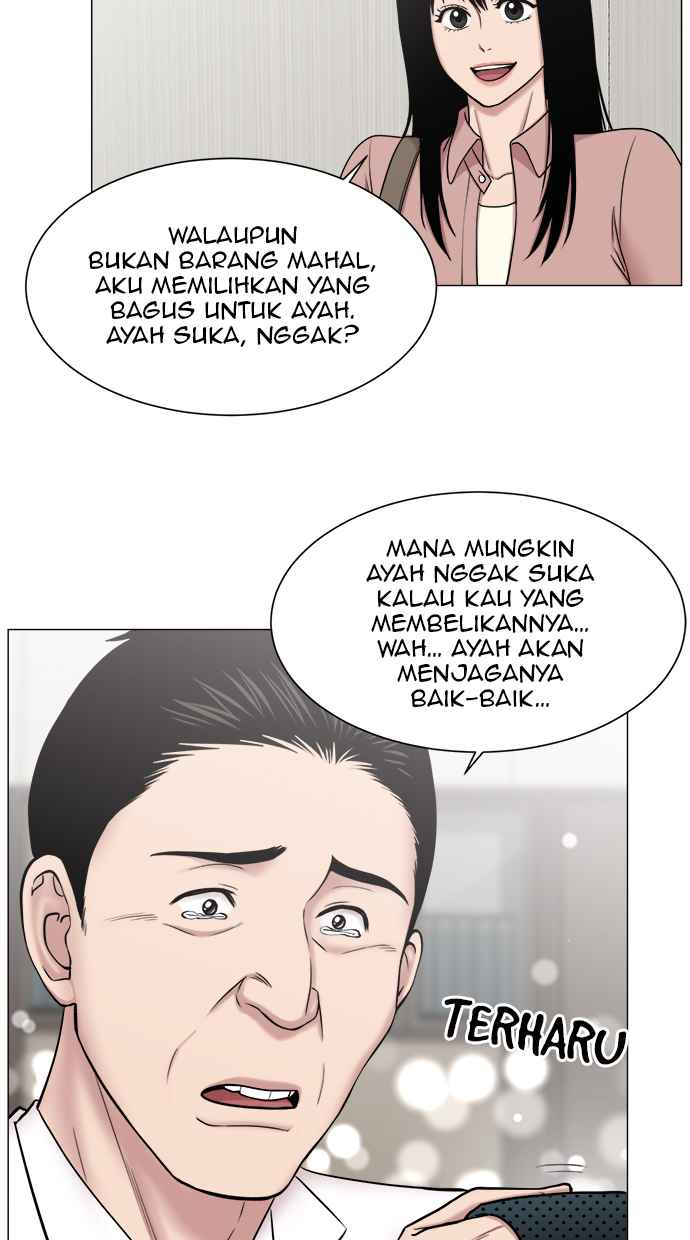 WALAUPUN
BUKAN BARANG MAHAL,
AKU MEMILIHKAN YANG
BAGUS UNTUK AYAH.
AYAH SUKA, NGGAK?
MANA MUNGKIN
AYAH NGGAK SUKA
KALAU KAU YANG
MEMBELIKANNYA...
WAH... AYAH AKAN
MENJAGANYA
BAIK-BAIK...
TERHARU